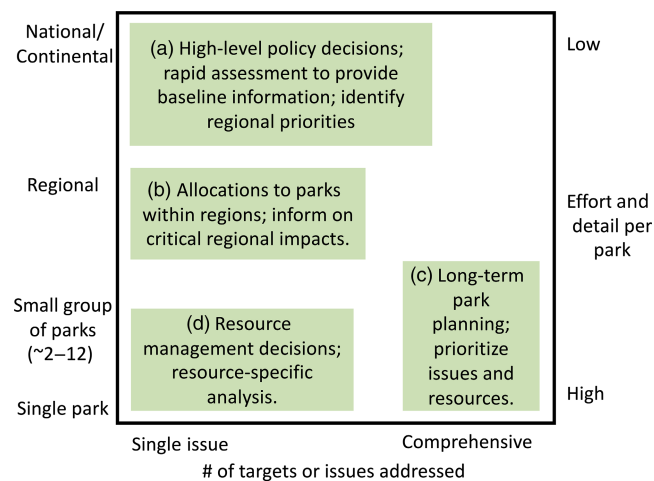 National/
Continental
(a) High-level policy decisions;
rapid assessment to provide
baseline information; identify
regional priorities
Low
Regional
(b) Allocations to parks
within regions; inform on
critical regional impacts.
Effort and
detail per
park
Small group
of parks
(~2–12)
Single park
(d) Resource
management decisions;
resource-specific
analysis.
(c) Long-term
park
planning;
prioritize
issues and
resources.
High
Single issue
Comprehensive
# of targets or issues addressed